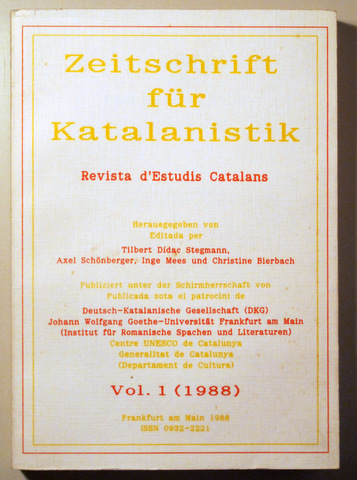 Zeitschrift
für
Katalanistik
Revista d'Estudis Catalans
Herausgegeben von
Editada per
Tilbert Dídac Stegmann,
Axel Schönberger, Inge Mees und Christine Bierbach
Publiziert unter der Schirmherrschaft von
Publicada sota el patrocini de
Deutsch-Katalanische Gesellschaft (DKG)
Johann Wolfgang Goethe-Universität Frankfurt am Main
(Institut für Romanische Spachen und Literaturen)
Centre UNESCO de Catalunya
Generalitat de Catalunya
(Departament de Cultura)
Vol. 1 (1988)
Frankfurt am Main 1988
ISSN 0932-2221